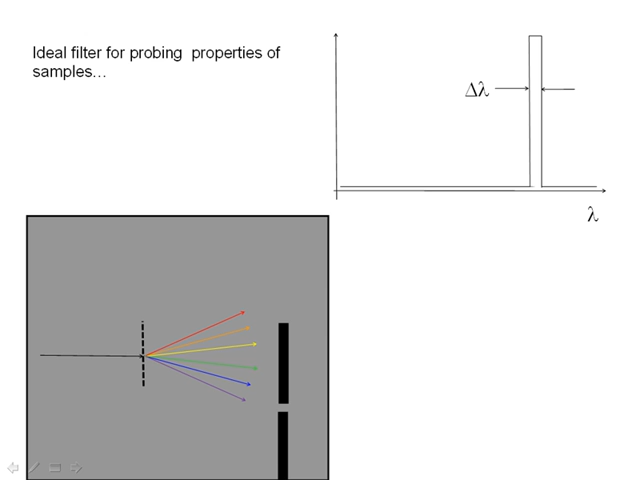 Ideal filter for probing  properties of
samples…
Δλ
λ